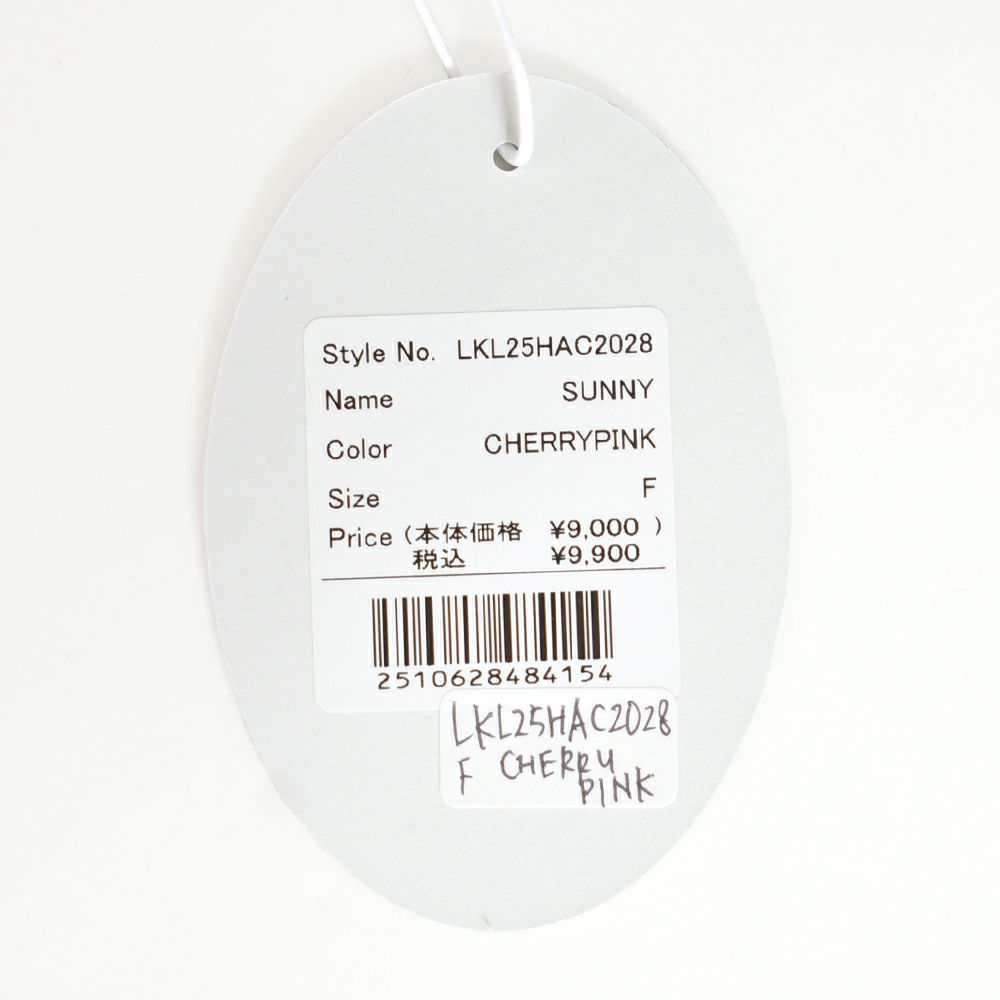 Style No. LKL25HAC2028
Name SUNNY
Color CHERRYPINK
Size F
Price (本体価格 ¥9,000 )
税込 ¥9,900
2510628484154
LKL25HAC2028
F CHERRY
PINK